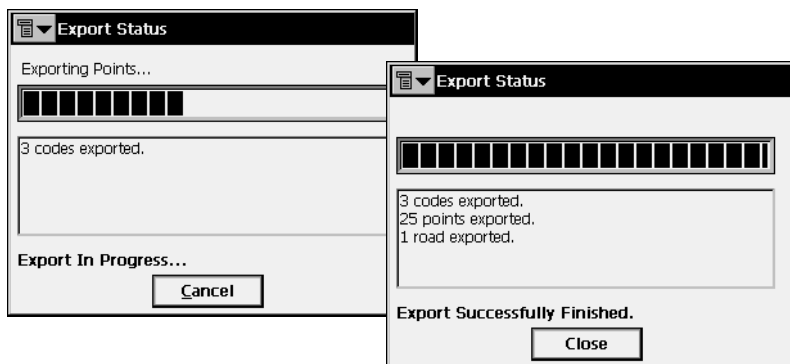 Export Status
Exporting Points...
3 codes exported.
Export In Progress...
Cancel
Export Status
3 codes exported.
25 points exported.
1 road exported.
Export Successfully Finished.
Close